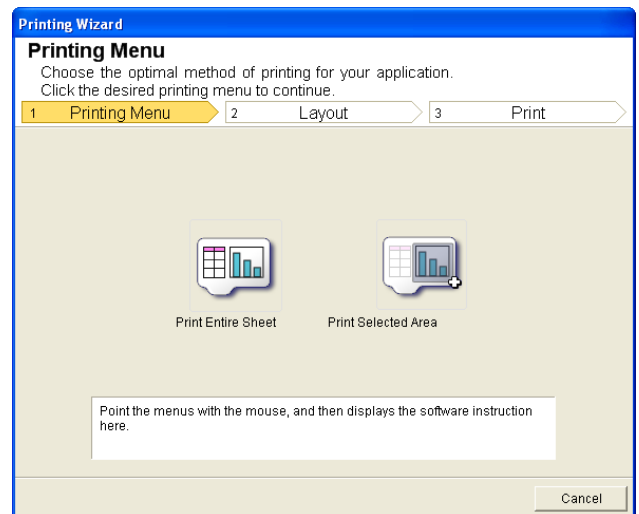 Printing Wizard
Printing Menu
Choose the optimal method of printing for your application.
Click the desired printing menu to continue.
1 Printing Menu 2 Layout 3 Print
Print Entire Sheet Print Selected Area
Point the menus with the mouse, and then displays the software instruction
here.
Cancel